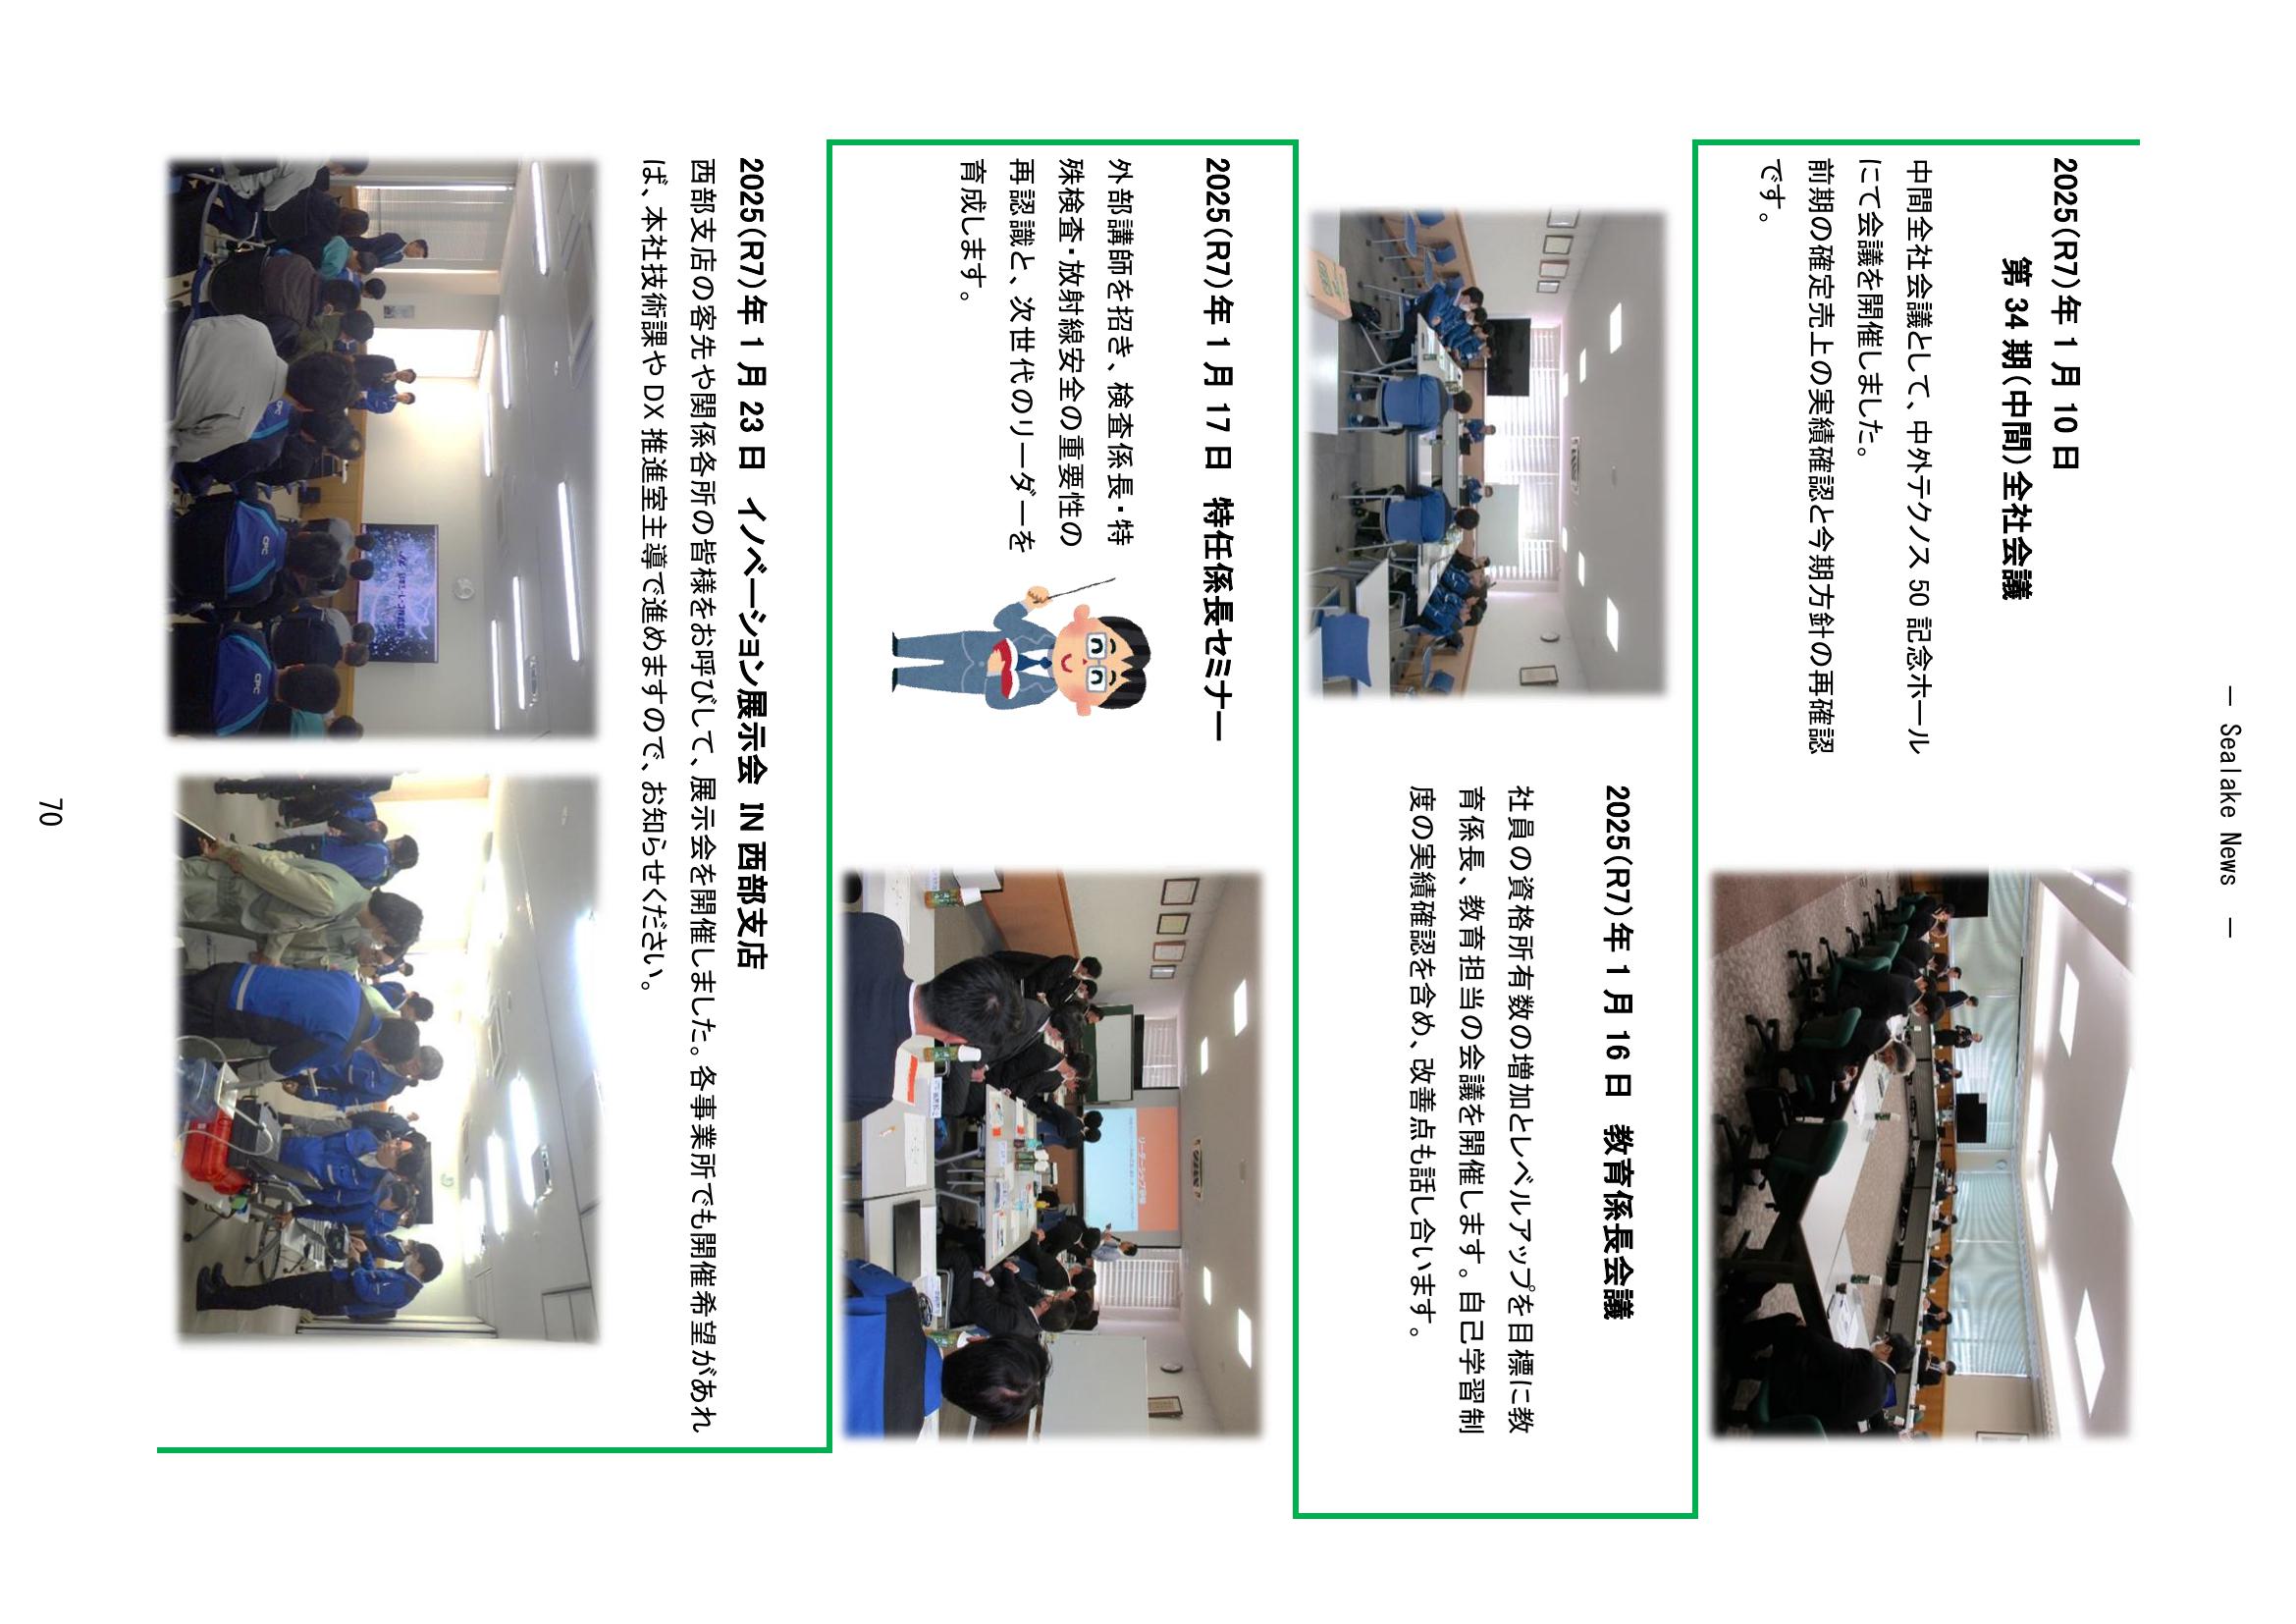 ― Sealake News ―
2025(R7)年 1 月 10 日
第 34 期(中間)全社会議
中間全社会議として、中外テクノス 50 記念ホール
にて会議を開催しました。
前期の確定売上の実績確認と今期方針の再確認
です。
2025(R7)年 1 月 16 日　教育係長会議
社員の資格所有数の増加とレベルアップを目標に教
育係長、教育担当の会議を開催します。自己学習制
度の実績確認を含め、改善点も話し合います。
2025(R7)年 1 月 17 日　特任係長セミナー
外部講師を招き、検査係長・特
殊検査・放射線安全の重要性の
再認識と、次世代のリーダーを
育成します。
2025(R7)年 1 月 23 日　イノベーション展示会 IN 西部支店
西部支店の客先や関係各所の皆様をお呼びして、展示会を開催しました。各事業所でも開催希望があれ
ば、本社技術課や DX 推進室主導で進めますので、お知らせください。
CPC
CPC
CPC
70